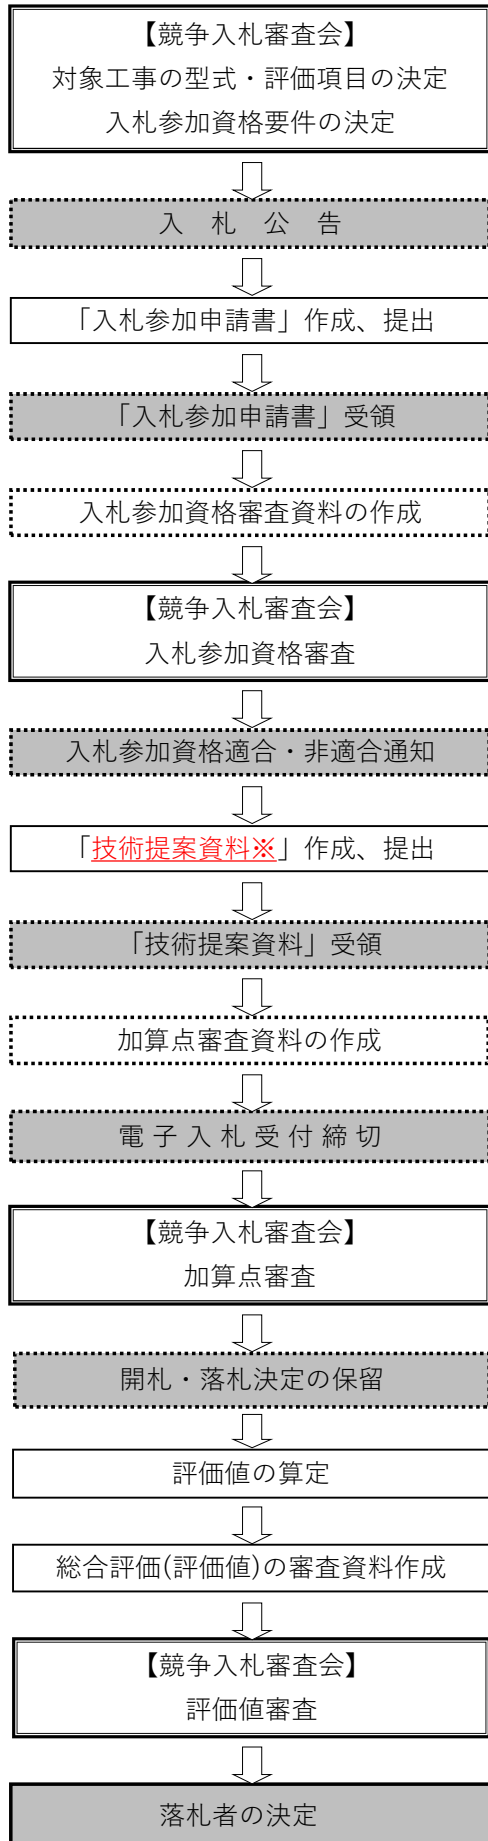 【競争入札審査会】
対象工事の型式・評価項目の決定
入札参加資格要件の決定
入　札　公　告
「入札参加申請書」作成、提出
「入札参加申請書」受領
入札参加資格審査資料の作成
【競争入札審査会】
入札参加資格審査
入札参加資格適合・非適合通知
「技術提案資料※」作成、提出
「技術提案資料」受領
加算点審査資料の作成
電 子 入 札 受 付 締 切
【競争入札審査会】
加算点審査
開札・落札決定の保留
評価値の算定
総合評価(評価値)の審査資料作成
【競争入札審査会】
評価値審査
落札者の決定